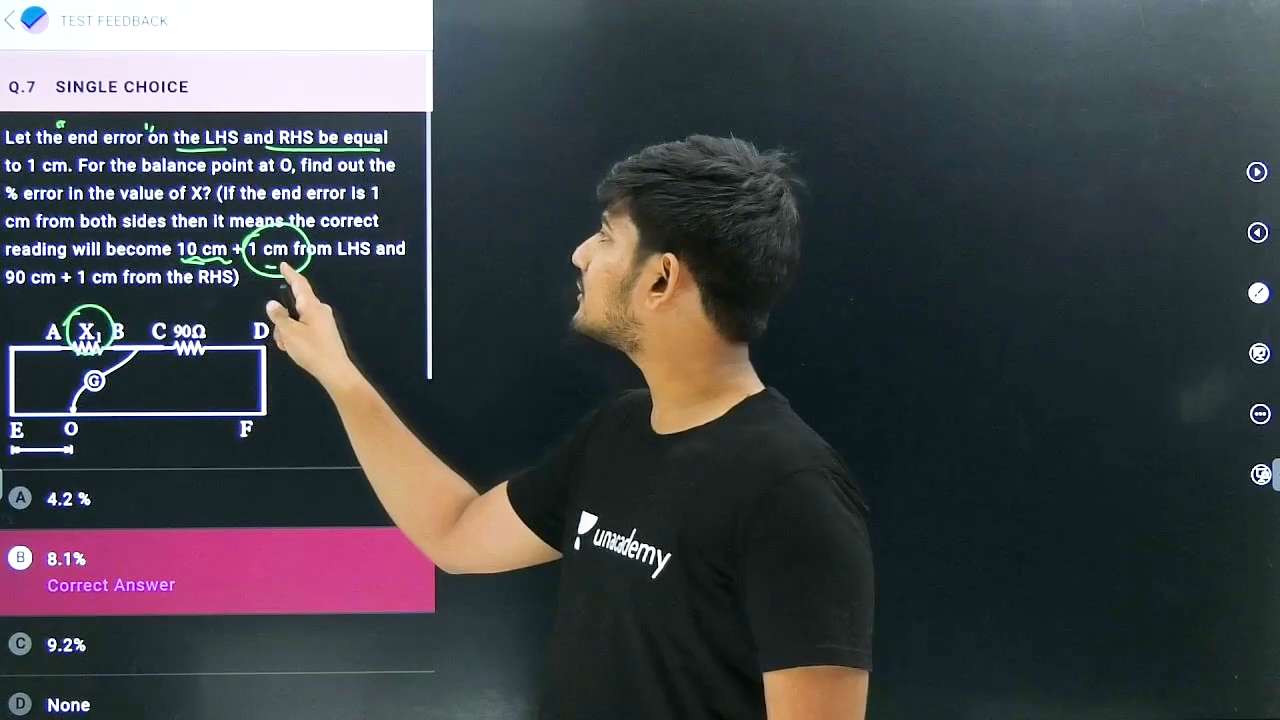 TEST FEEDBACK
Q.7 SINGLE CHOICE
Let the end error on the LHS and RHS be equal
to 1 cm. For the balance point at O, find out the
% error in the value of X? (If the end error is 1
cm from both sides then it means the correct
reading will become 10 cm + 1 cm from LHS and
90 cm + 1 cm from the RHS)
A X₁ B C 90Ω D
G
E O F
A 4.2 %
B 8.1%
Correct Answer
C 9.2%
D None
unacademy